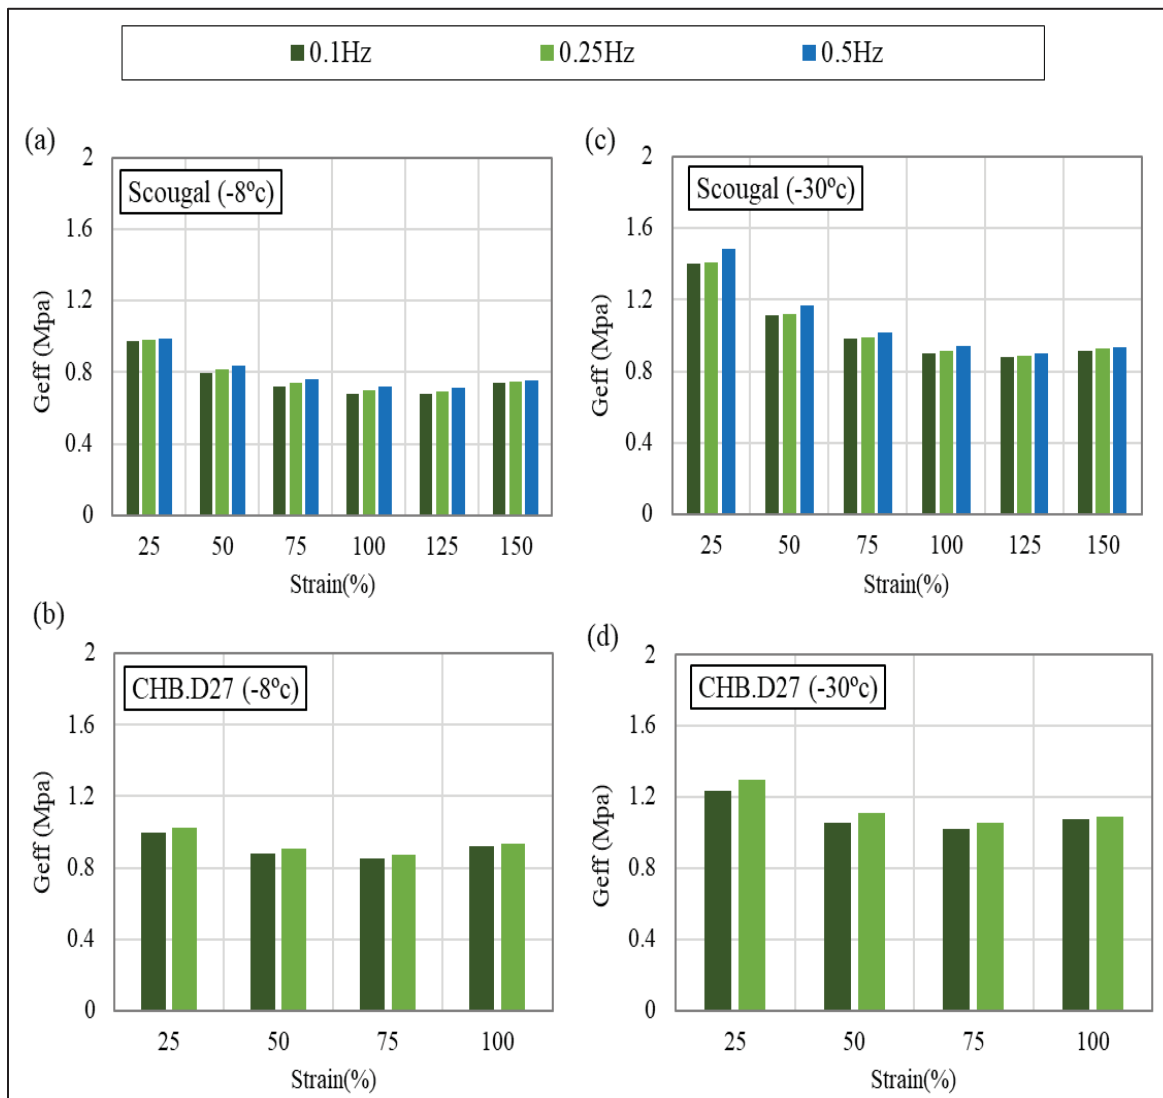 0.1Hz 0.25Hz 0.5Hz
(a)
Scougal (-8ºc)
Geff (Mpa)
2
1.6
1.2
0.8
0.4
0
25 50 75 100 125 150
Strain(%)
(c)
Scougal (-30ºc)
Geff (Mpa)
2
1.6
1.2
0.8
0.4
0
25 50 75 100 125 150
Strain(%)
(b)
CHB.D27 (-8ºc)
Geff (Mpa)
2
1.6
1.2
0.8
0.4
0
25 50 75 100
Strain(%)
(d)
CHB.D27 (-30ºc)
Geff (Mpa)
2
1.6
1.2
0.8
0.4
0
25 50 75 100
Strain(%)